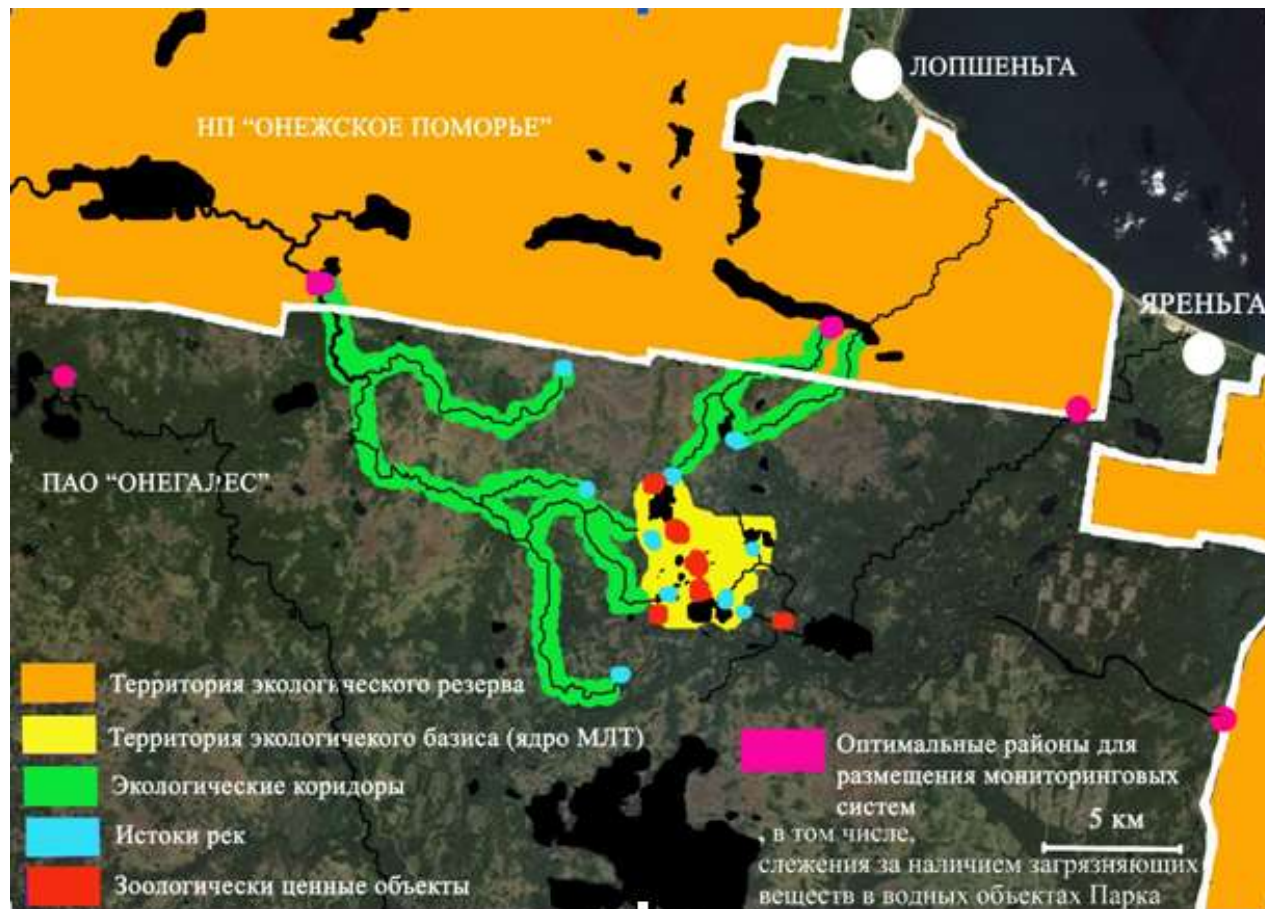 ЛОПШЕНЬГА
НП "ОНЕЖСКОЕ ПОМОРЬЕ"
ЯРЕНЬГА
ПАО "ОНЕГАЛЕС"
Территория экологического резерва
Территория экологичекого базиса (ядро МЛТ)
Экологические коридоры
Истоки рек
Зоологически ценные объекты
Оптимальные районы для
размещения мониторинговых
систем
, в том числе,
слежения за наличием загрязняющих
веществ в водных объектах Парка
5 км